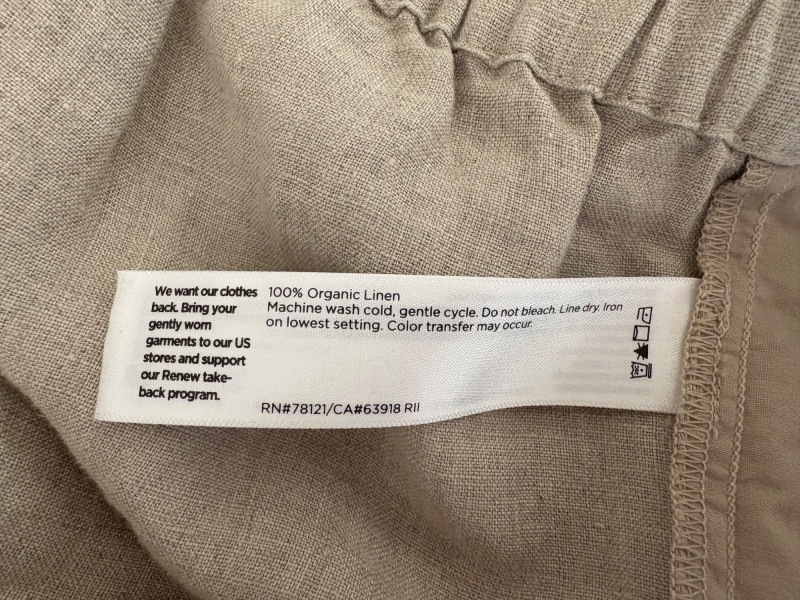 We want our clothes
back. Bring your
gently worn
garments to our US
stores and support
our Renew take-
back program.
100% Organic Linen
Machine wash cold, gentle cycle. Do not bleach. Line dry. Iron
on lowest setting. Color transfer may occur.
RN#78121/CA#63918 RII